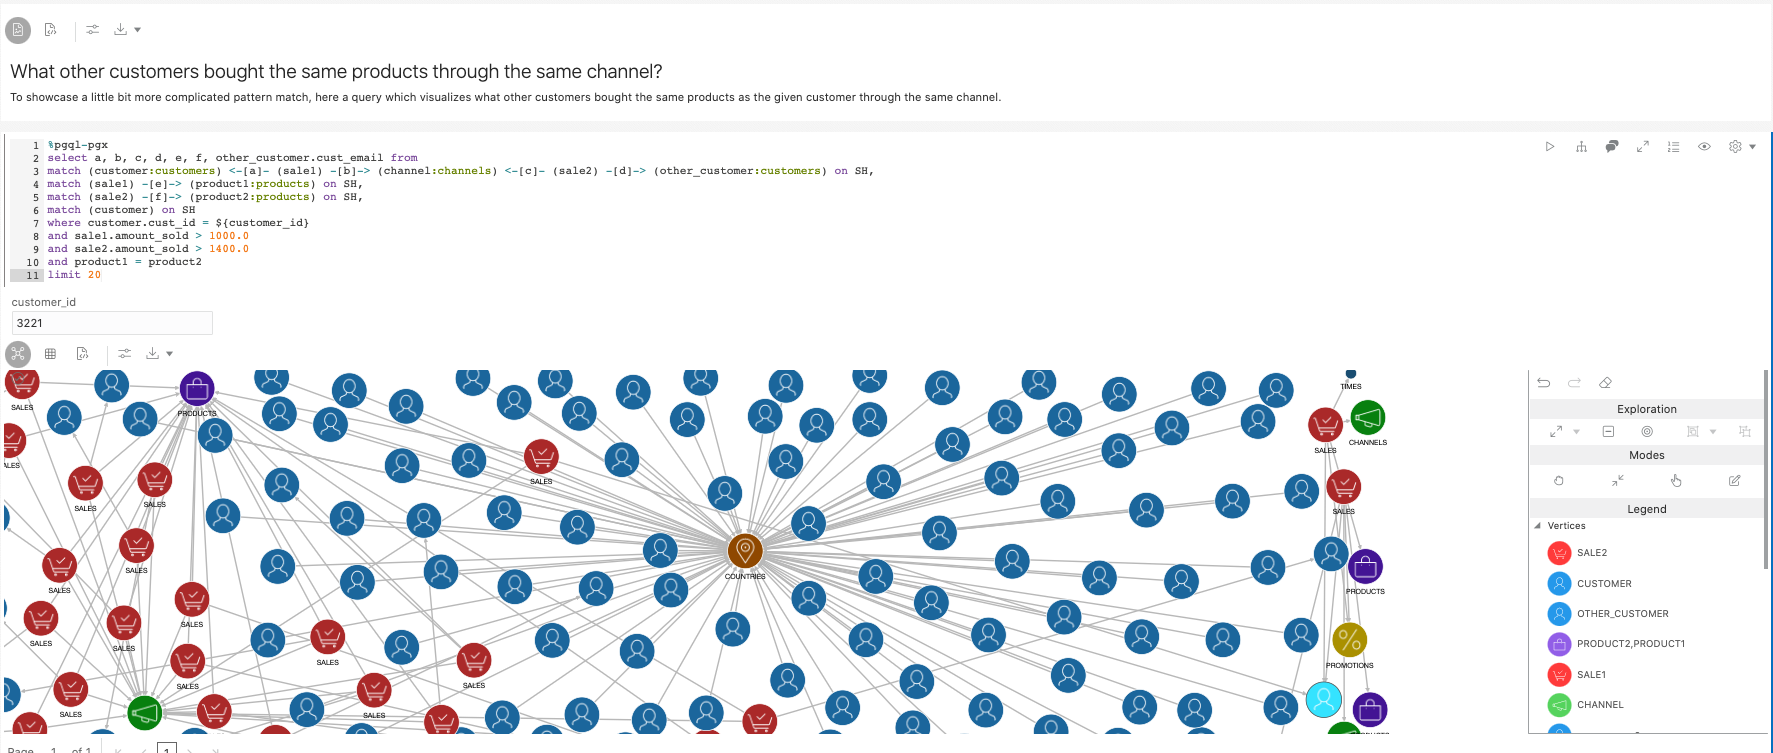 What other customers bought the same products through the same channel?
To showcase a little bit more complicated pattern match, here a query which visualizes what other customers bought the same products as the given customer through the same channel.
1 %pgql-pgx
2 select a, b, c, d, e, f, other_customer.cust_email from
3 match (customer:customers) <-[a]- (sale1) -[b]-> (channel:channels) <-[c]- (sale2) -[d]-> (other_customer:customers) on SH,
4 match (sale1) -[e]-> (product1:products) on SH,
5 match (sale2) -[f]-> (product2:products) on SH,
6 match (customer) on SH
7 where customer.cust_id = ${customer_id}
8 and sale1.amount_sold > 1000.0
9 and sale2.amount_sold > 1400.0
10 and product1 = product2
11 limit 20
customer_id
3221
TIMES
SALES
PRODUCTS
CHANNELS
SALES
SALES
SALES
SALES
SALES
SALES
SALES
COUNTRIES
SALES
PRODUCTS
SALES
SALES
SALES
SALES
PROMOTIONS
SALES
SALES
SALES
SALES
Exploration
Modes
Legend
Vertices
SALE2
CUSTOMER
OTHER_CUSTOMER
PRODUCT2,PRODUCT1
SALE1
CHANNEL
Page 1 of 1
1